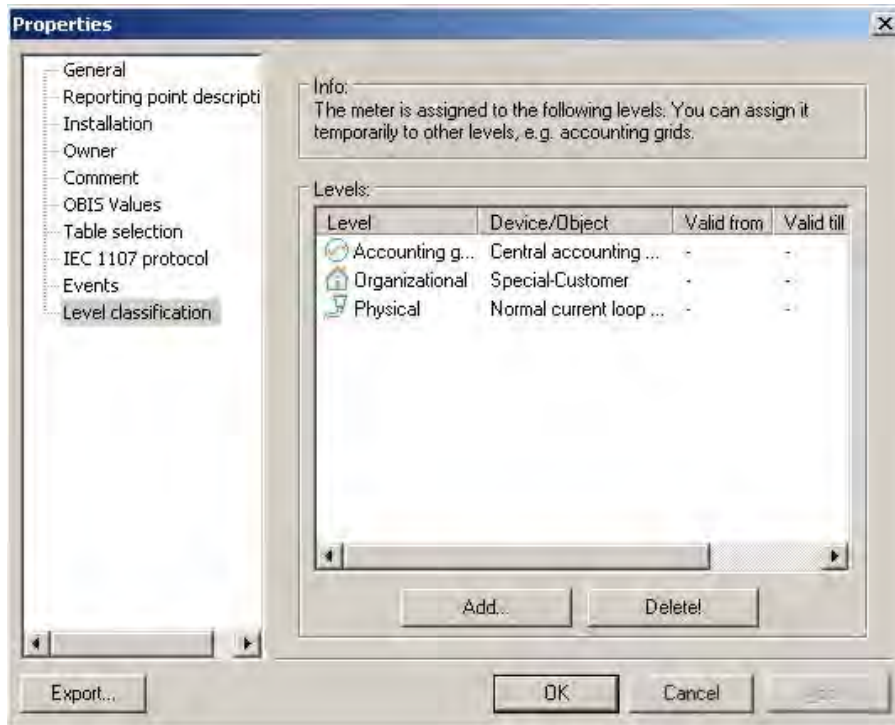 Properties
General
Reporting point descripti
Installation
Owner
Comment
OBIS Values
Table selection
IEC 1107 protocol
Events
Level classification
Info:
The meter is assigned to the following levels. You can assign it
temporarily to other levels, e.g. accounting grids.
Levels:
Level Device/Object Valid from Valid till
Accounting g... Central accounting ... - -
Organizational Special-Customer - -
Physical Normal current loop ... - -
Add... Delete!
Export... OK Cancel